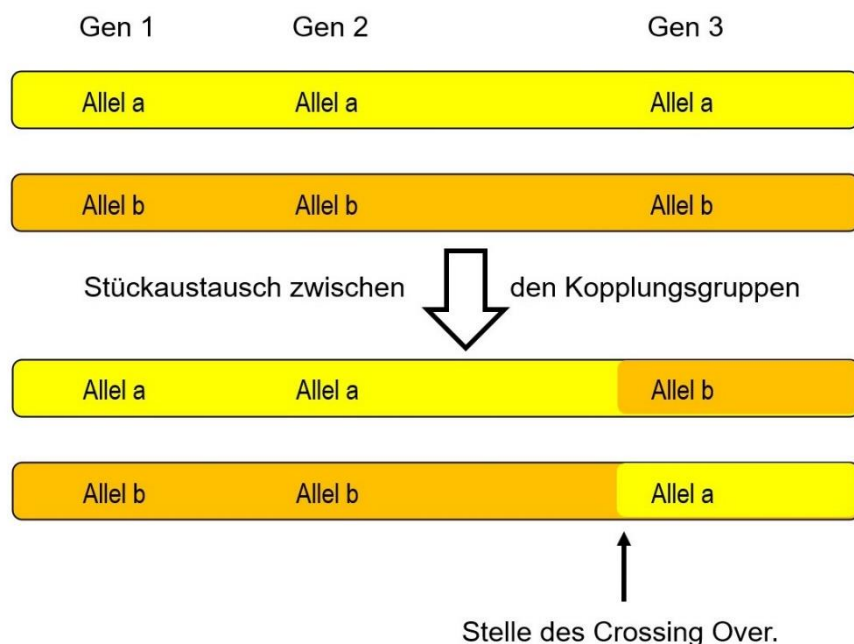 Gen 1 Gen 2 Gen 3
Allel a Allel a Allel a
Allel b Allel b Allel b
Stückaustausch zwischen den Kopplungsgruppen
Allel a Allel a Allel b
Allel b Allel b Allel a
Stelle des Crossing Over.